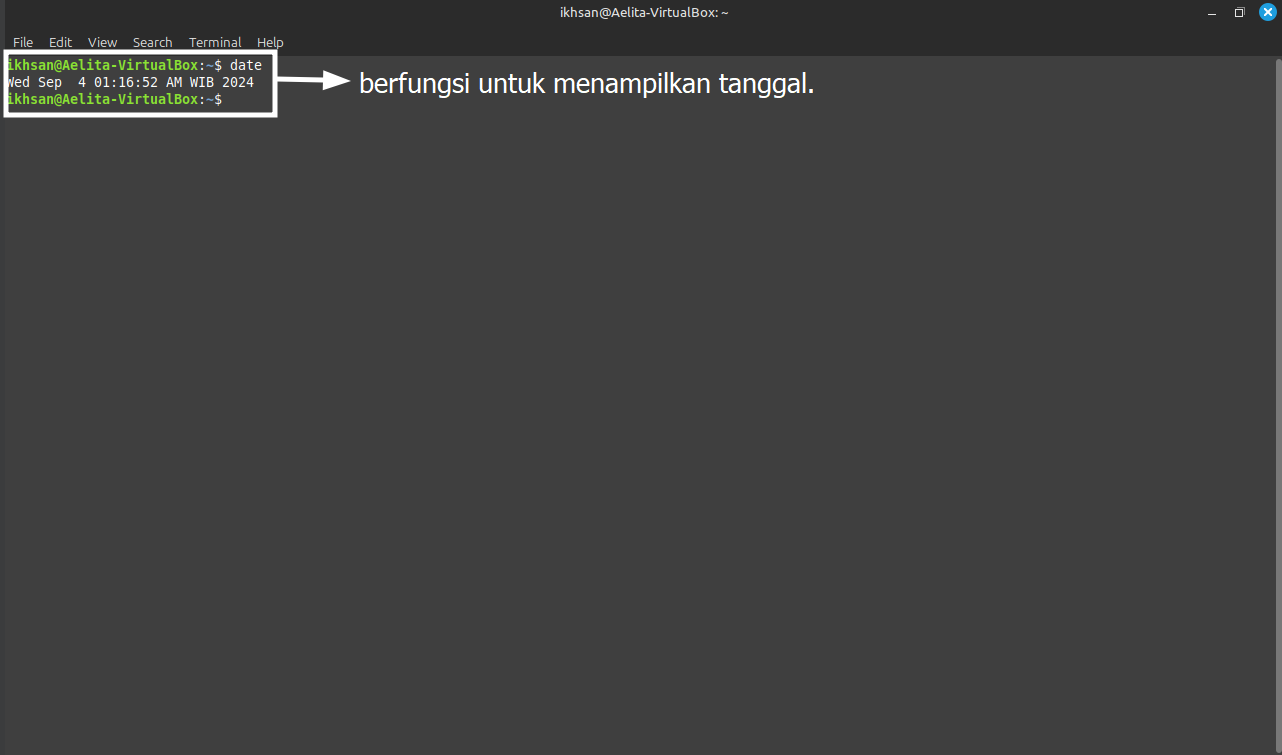 ikhsan@Aelita-VirtualBox: ~
File Edit View Search Terminal Help
ikhsan@Aelita-VirtualBox:~$ date
Wed Sep  4 01:16:52 AM WIB 2024
ikhsan@Aelita-VirtualBox:~$
berfungsi untuk menampilkan tanggal.